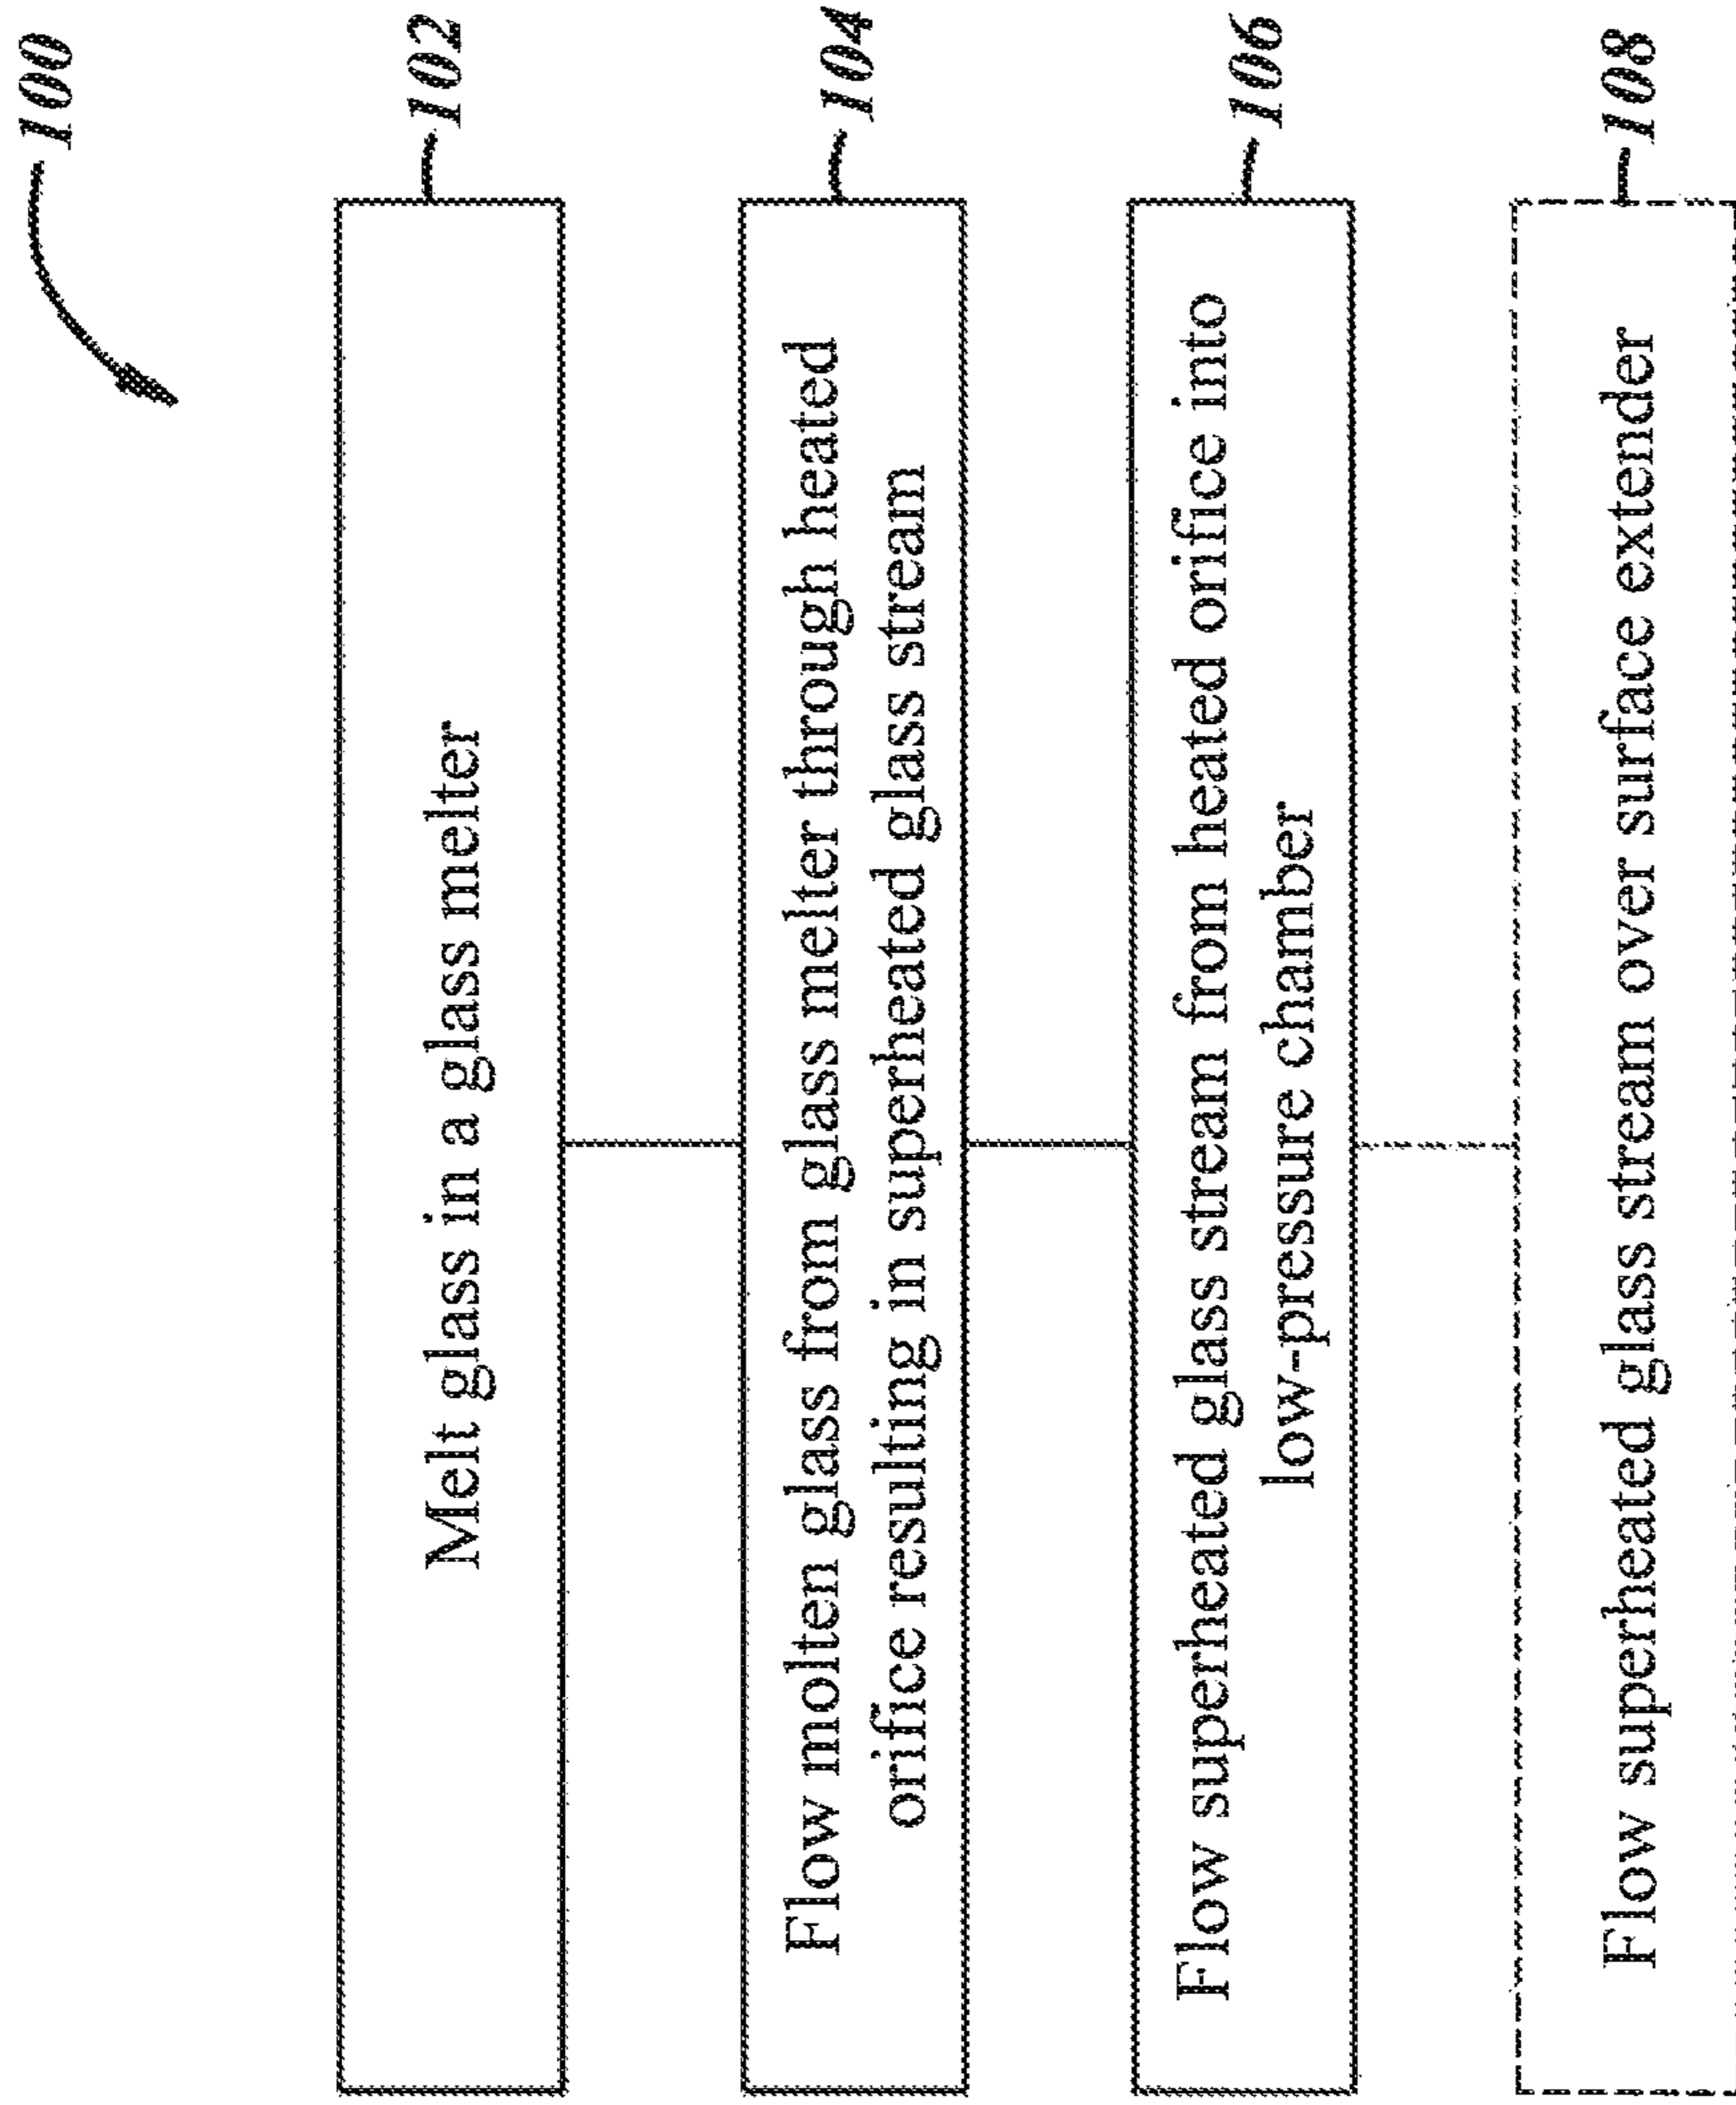 100
Melt glass in a glass melter
102
Flow molten glass from glass melter through heated
orifice resulting in superheated glass stream
104
Flow superheated glass stream from heated orifice into
low-pressure chamber
106
Flow superheated glass stream over surface extender
108